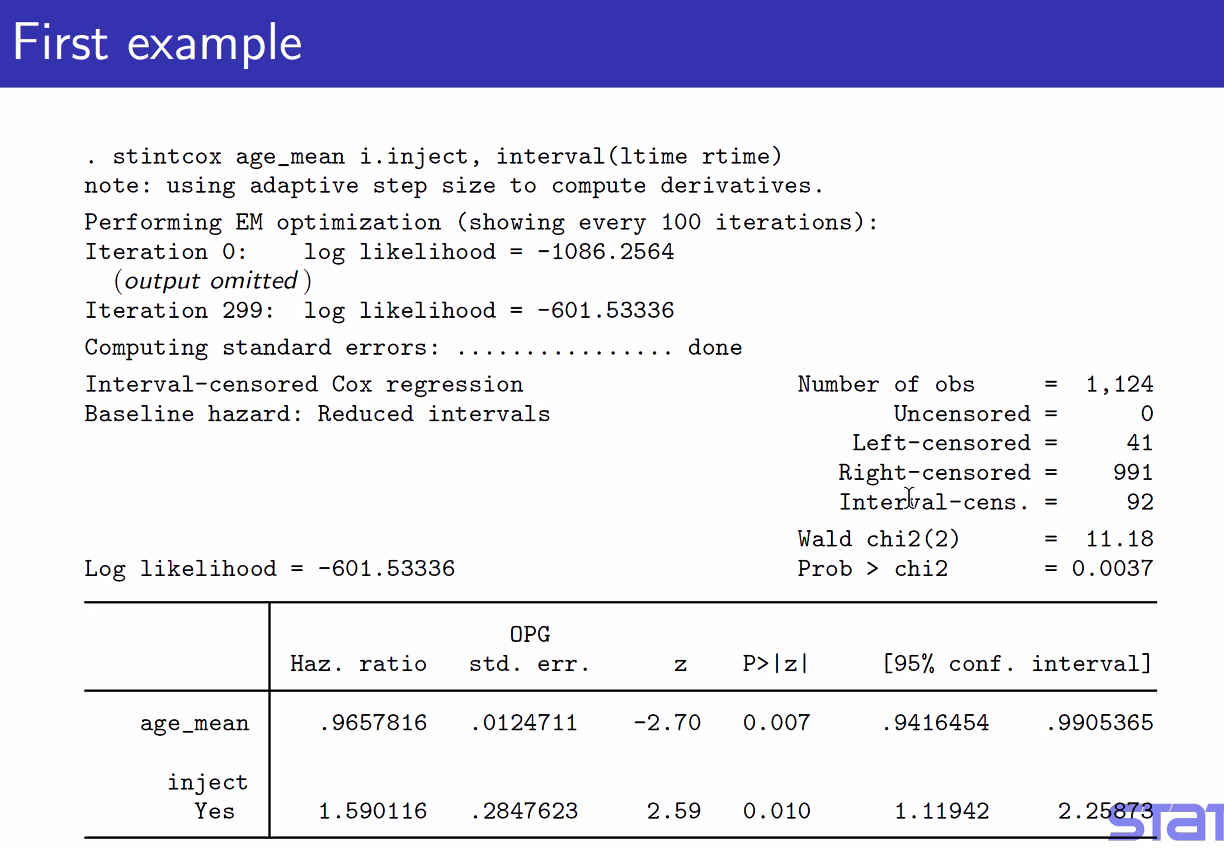 First example
. stintcox age_mean i.inject, interval(ltime rtime)
note: using adaptive step size to compute derivatives.
Performing EM optimization (showing every 100 iterations):
Iteration 0:    log likelihood = -1086.2564
(output omitted)
Iteration 299:  log likelihood = -601.53336
Computing standard errors: ................ done
Interval-censored Cox regression    Number of obs     =  1,124
Baseline hazard: Reduced intervals    Uncensored =      0
Left-censored =     41
Right-censored =    991
Interval-cens. =     92
Wald chi2(2)      =  11.18
Log likelihood = -601.53336    Prob > chi2       = 0.0037
OPG
Haz. ratio   std. err.      z    P>|z|     [95% conf. interval]
age_mean    .9657816   .0124711    -2.70   0.007     .9416454    .9905365
inject
Yes    1.590116   .2847623     2.59   0.010      1.11942     2.25873
stata